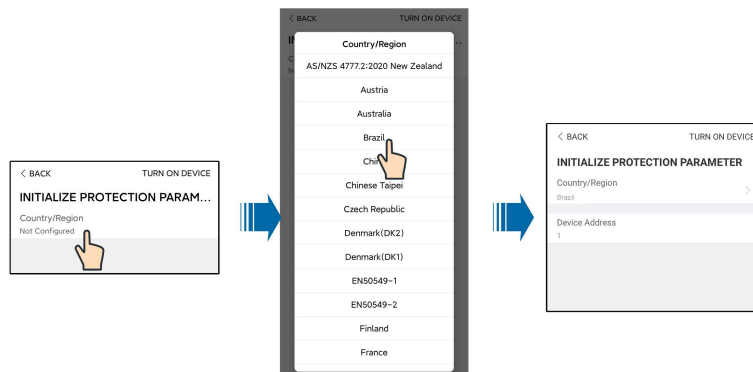 < BACK TURN ON DEVICE
INITIALIZE PROTECTION PARAM...
Country/Region
Not Configured
< BACK TURN ON DEVICE
Country/Region
AS/NZS 4777.2:2020 New Zealand
Austria
Australia
Brazil
Chinese Taipei
Czech Republic
Denmark(DK2)
Denmark(DK1)
EN50549-1
EN50549-2
Finland
France
< BACK TURN ON DEVICE
INITIALIZE PROTECTION PARAMETER
Country/Region
Brazil
Device Address
1